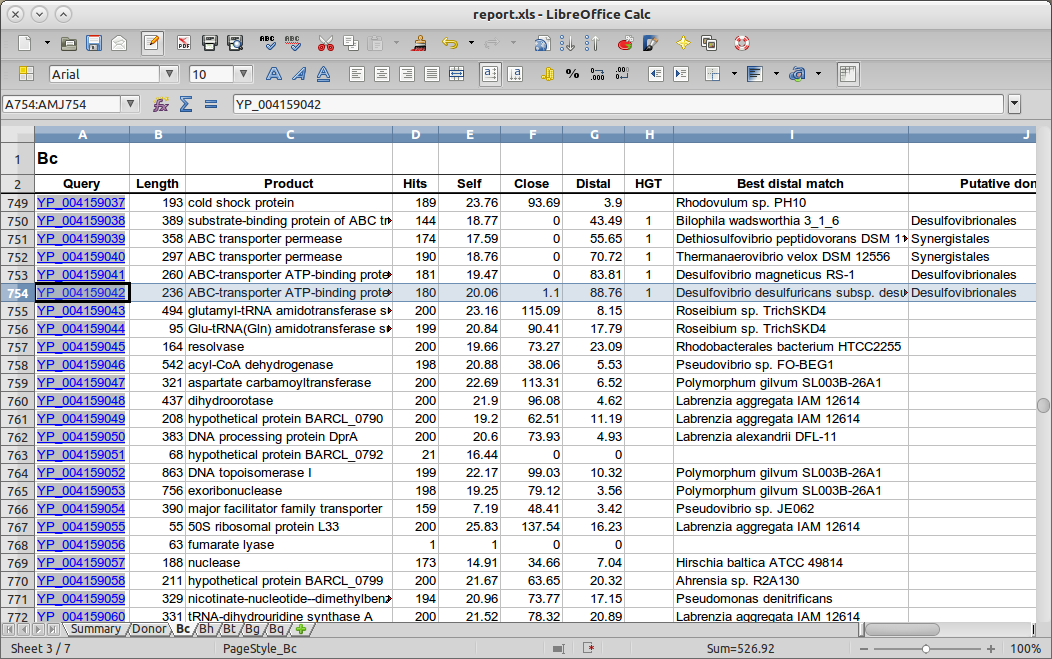 report.xls - LibreOffice Calc
Arial 10
A754:AMJ754 YP_004159042
A B C D E F G H I J
1 Bc
2 Query Length Product Hits Self Close Distal HGT Best distal match Putative don
749 YP_004159037 193 cold shock protein 189 23.76 93.69 3.9 Rhodovulum sp. PH10
750 YP_004159038 389 substrate-binding protein of ABC tr 144 18.77 0 43.49 1 Bilophila wadsworthia 3_1_6 Desulfovibrionales
751 YP_004159039 358 ABC transporter permease 174 17.59 0 55.65 1 Dethiosulfovibrio peptidovorans DSM 1 Synergistales
752 YP_004159040 297 ABC transporter permease 190 18.76 0 70.72 1 Thermanaerovibrio velox DSM 12556 Synergistales
753 YP_004159041 260 ABC-transporter ATP-binding prote 181 19.47 0 83.81 1 Desulfovibrio magneticus RS-1 Desulfovibrionales
754 YP_004159042 236 ABC-transporter ATP-binding prote 180 20.06 1.1 88.76 1 Desulfovibrio desulfuricans subsp. desu Desulfovibrionales
755 YP_004159043 494 glutamyl-tRNA amidotransferase s 200 23.16 115.09 8.15 Roseibium sp. TrichSKD4
756 YP_004159044 95 Glu-tRNA(Gln) amidotransferase s 199 20.84 90.41 17.79 Roseibium sp. TrichSKD4
757 YP_004159045 164 resolvase 200 19.66 73.27 23.09 Rhodobacterales bacterium HTCC2255
758 YP_004159046 542 acyl-CoA dehydrogenase 198 20.88 38.06 5.53 Pseudovibrio sp. FO-BEG1
759 YP_004159047 321 aspartate carbamoyltransferase 200 22.69 113.31 6.52 Polymorphum gilvum SL003B-26A1
760 YP_004159048 437 dihydroorotase 200 21.9 96.08 4.62 Labrenzia aggregata IAM 12614
761 YP_004159049 208 hypothetical protein BARCL_0790 200 19.2 62.51 11.19 Labrenzia aggregata IAM 12614
762 YP_004159050 383 DNA processing protein DprA 200 20.6 73.93 4.93 Labrenzia alexandrii DFL-11
763 YP_004159051 68 hypothetical protein BARCL_0792 21 16.44 0 0
764 YP_004159052 863 DNA topoisomerase I 199 22.17 99.03 10.32 Polymorphum gilvum SL003B-26A1
765 YP_004159053 756 exoribonuclease 198 19.25 79.12 3.56 Polymorphum gilvum SL003B-26A1
766 YP_004159054 390 major facilitator family transporter 159 7.19 48.41 3.42 Pseudovibrio sp. JE062
767 YP_004159055 55 50S ribosomal protein L33 200 25.83 137.54 16.23 Labrenzia aggregata IAM 12614
768 YP_004159056 63 fumarate lyase 1 1 0 0
769 YP_004159057 188 nuclease 173 14.91 34.66 7.04 Hirschia baltica ATCC 49814
770 YP_004159058 211 hypothetical protein BARCL_0799 200 21.67 63.65 20.32 Ahrensia sp. R2A130
771 YP_004159059 329 nicotinate-nucleotide--dimethylben 194 20.96 73.77 17.15 Pseudomonas denitrificans
772 YP_004159060 331 tRNA-dihydrouridine synthase A 200 21.52 78.32 20.89 Labrenzia aggregata IAM 12614
Summary Donor Bc Bh Bt Bg Bq
Sheet 3 / 7 PageStyle_Bc Sum=526.92 100%